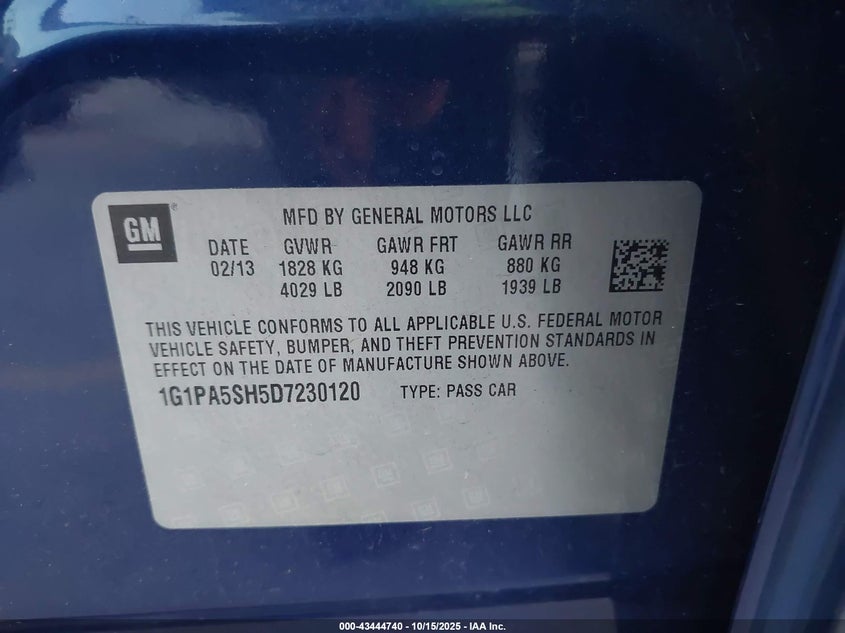 GM®
MFD BY GENERAL MOTORS LLC
DATE GVWR GAWR FRT GAWR RR
02/13 1828 KG 948 KG 880 KG
4029 LB 2090 LB 1939 LB
THIS VEHICLE CONFORMS TO ALL APPLICABLE U.S. FEDERAL MOTOR
VEHICLE SAFETY, BUMPER, AND THEFT PREVENTION STANDARDS IN
EFFECT ON THE DATE OF MANUFACTURE SHOWN ABOVE.
1G1PA5SH5D7230120 TYPE: PASS CAR
000-43444740 - 10/15/2025 - IAA Inc.